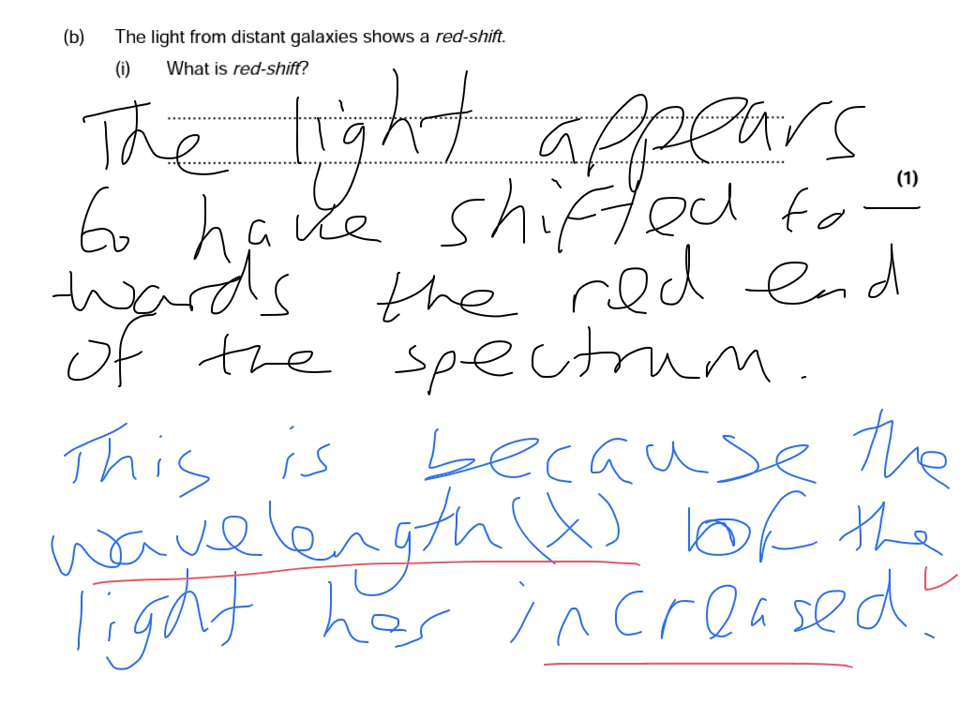 (b) The light from distant galaxies shows a red-shift.
(i) What is red-shift?
The light appears
(1)
to have shifted to-
wards the red end
of the spectrum.
This is because the
wavelength (λ) of the
light has increased.